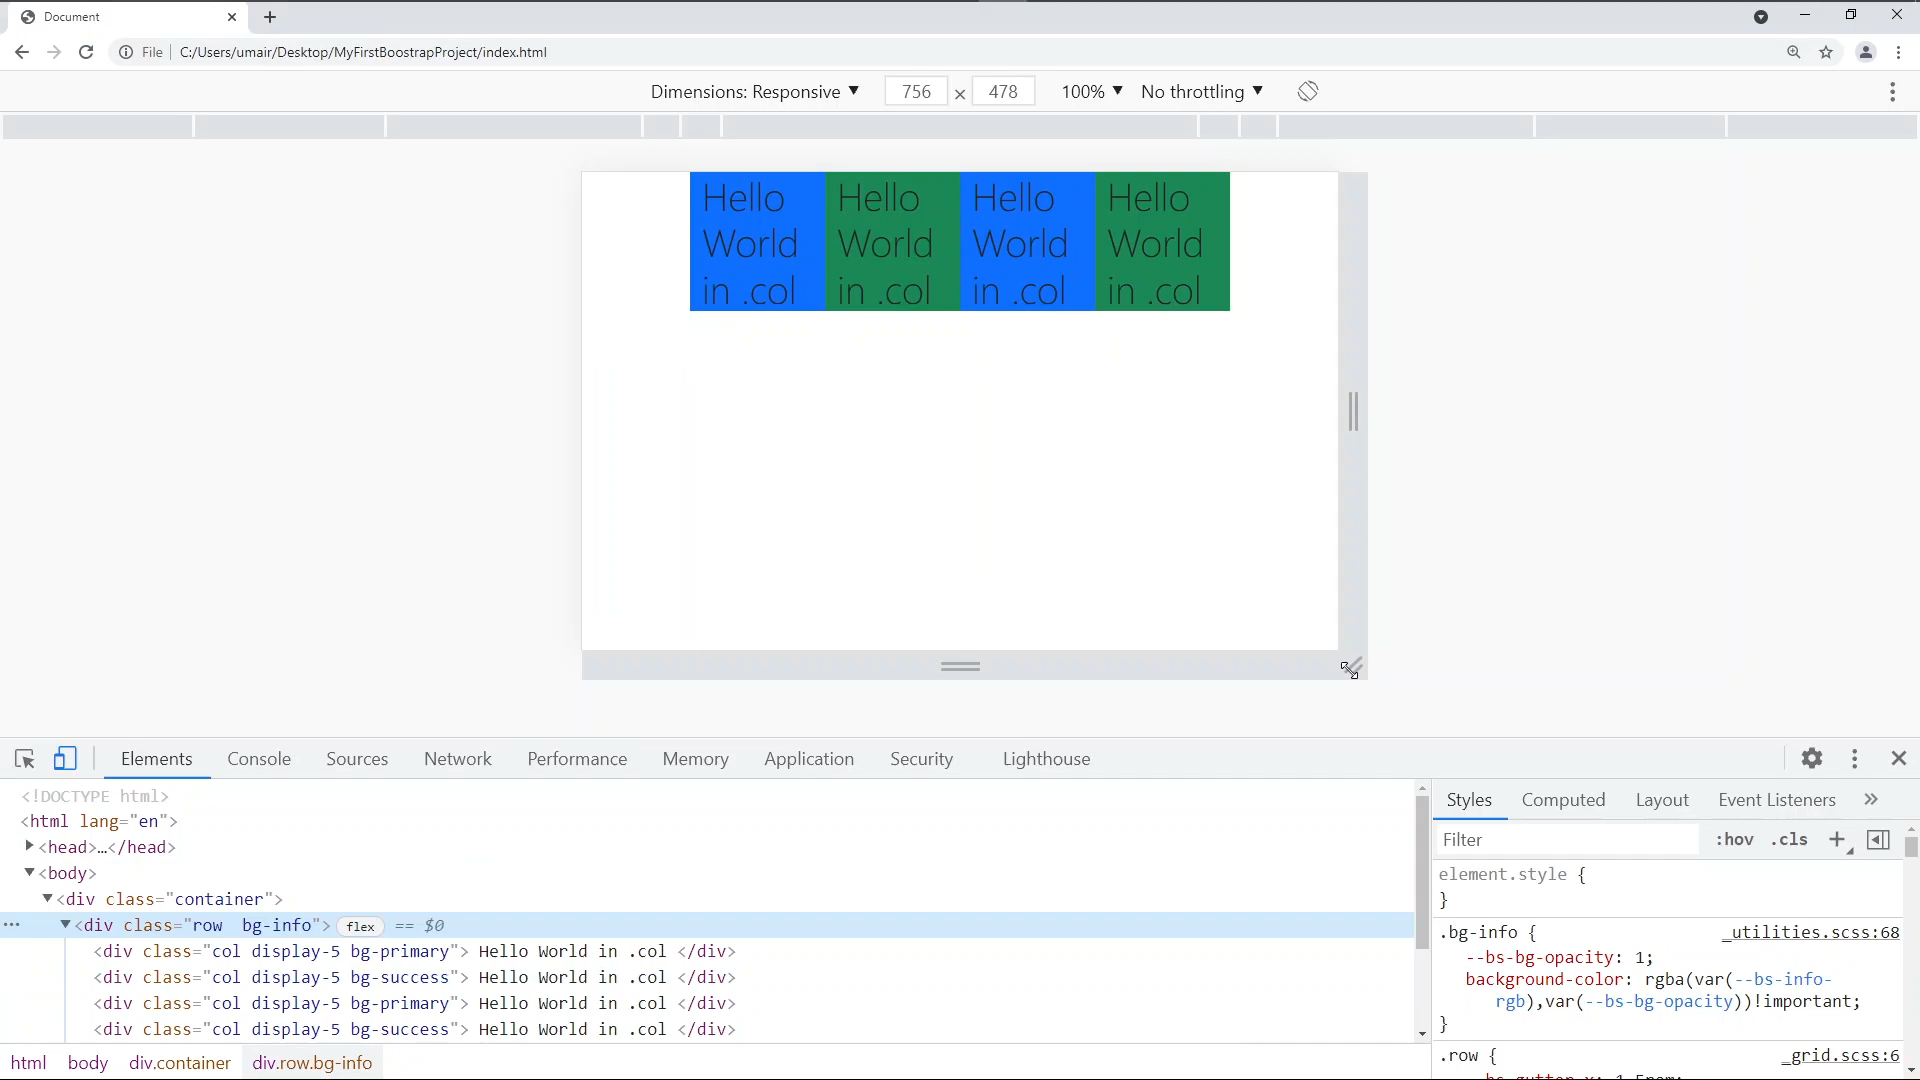 Document
File C:/Users/umair/Desktop/MyFirstBoostrapProject/index.html
Dimensions: Responsive 756 × 478 100% No throttling
Hello Hello Hello Hello
World World World World
in .col in .col in .col in .col
Elements Console Sources Network Performance Memory Application Security Lighthouse
<!DOCTYPE html>
<html lang="en">
<head>…</head>
<body>
<div class="container">
<div class="row  bg-info"> flex == $0
<div class="col display-5 bg-primary"> Hello World in .col </div>
<div class="col display-5 bg-success"> Hello World in .col </div>
<div class="col display-5 bg-primary"> Hello World in .col </div>
<div class="col display-5 bg-success"> Hello World in .col </div>
html body div.container div.row.bg-info
Styles Computed Layout Event Listeners »
Filter :hov .cls +
element.style {
}
.bg-info { _utilities.scss:68
--bs-bg-opacity: 1;
background-color: rgba(var(--bs-info-
rgb),var(--bs-bg-opacity))!important;
}
.row { _grid.scss:6